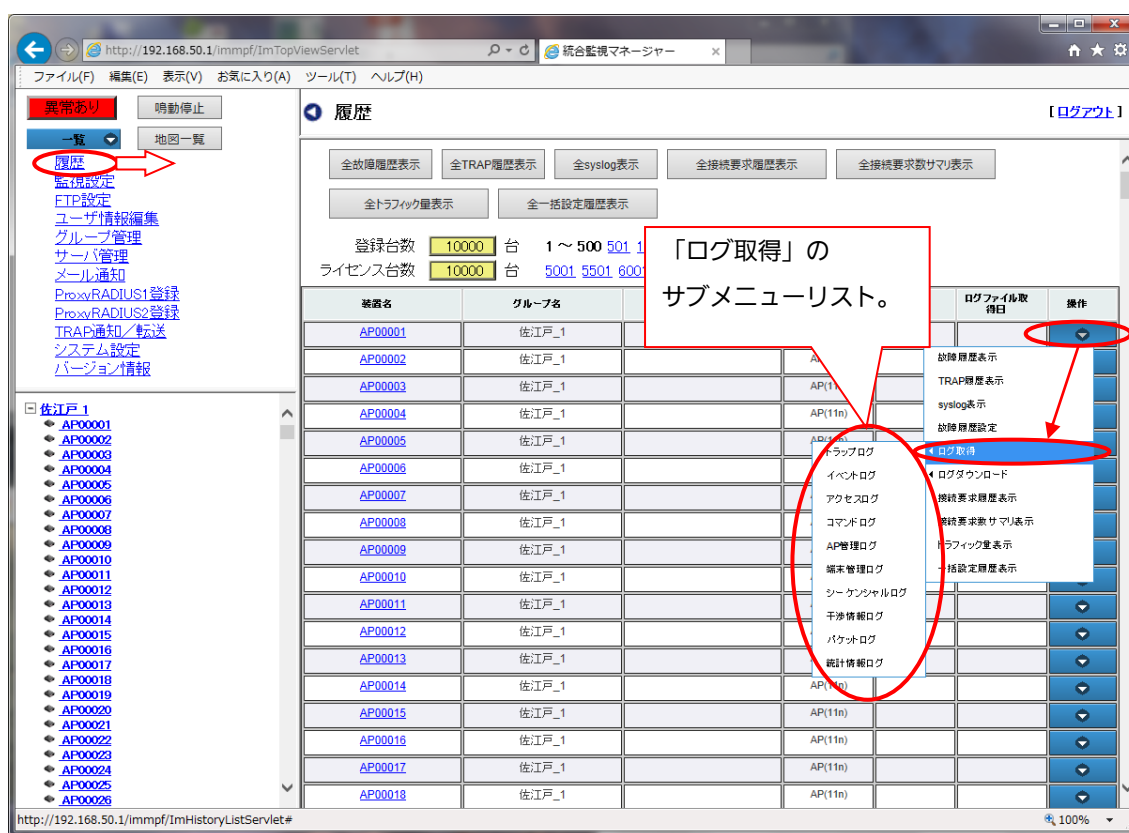 http://192.168.50.1/immpf/ImTopViewServlet
統合監視マネージャー
ファイル(F) 編集(E) 表示(V) お気に入り(A) ツール(T) ヘルプ(H)
異常あり 鳴動停止
一覧 地図一覧
履歴
監視設定
FTP設定
ユーザ情報編集
グループ管理
サーバ管理
メール通知
ProxyRADIUS1登録
ProxyRADIUS2登録
TRAP通知/転送
システム設定
バージョン情報
佐江戸_1
AP00001
AP00002
AP00003
AP00004
AP00005
AP00006
AP00007
AP00008
AP00009
AP00010
AP00011
AP00012
AP00013
AP00014
AP00015
AP00016
AP00017
AP00018
AP00019
AP00020
AP00021
AP00022
AP00023
AP00024
AP00025
AP00026
履歴 [ログアウト]
全故障履歴表示 全TRAP履歴表示 全syslog表示 全接続要求履歴表示 全接続要求数サマリ表示
全トラフィック量表示 全一括設定履歴表示
登録台数 10000 台 1 ～ 500 501
ライセンス台数 10000 台 5001 5501 6001
「ログ取得」の
サブメニューリスト。
装置名 グループ名 ログファイル取得日 操作
AP00001 佐江戸_1
AP00002 佐江戸_1
AP00003 佐江戸_1
AP00004 佐江戸_1 AP(11n)
AP00005 佐江戸_1
AP00006 佐江戸_1
AP00007 佐江戸_1
AP00008 佐江戸_1
AP00009 佐江戸_1
AP00010 佐江戸_1
AP00011 佐江戸_1
AP00012 佐江戸_1
AP00013 佐江戸_1
AP00014 佐江戸_1 AP(11n)
AP00015 佐江戸_1 AP(11n)
AP00016 佐江戸_1 AP(11n)
AP00017 佐江戸_1 AP(11n)
AP00018 佐江戸_1 AP(11n)
故障履歴表示
TRAP履歴表示
syslog表示
故障履歴設定
ログ取得
ログダウンロード
接続要求履歴表示
接続要求数サマリ表示
トラフィック量表示
一括設定履歴表示
トラップログ
イベントログ
アクセスログ
コマンドログ
AP管理ログ
端末管理ログ
シーケンシャルログ
干渉情報ログ
パケットログ
統計情報ログ
http://192.168.50.1/immpf/ImHistoryListServlet#
100%